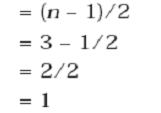 = (n – 1)/2
= 3 – 1/2
= 2/2
= 1